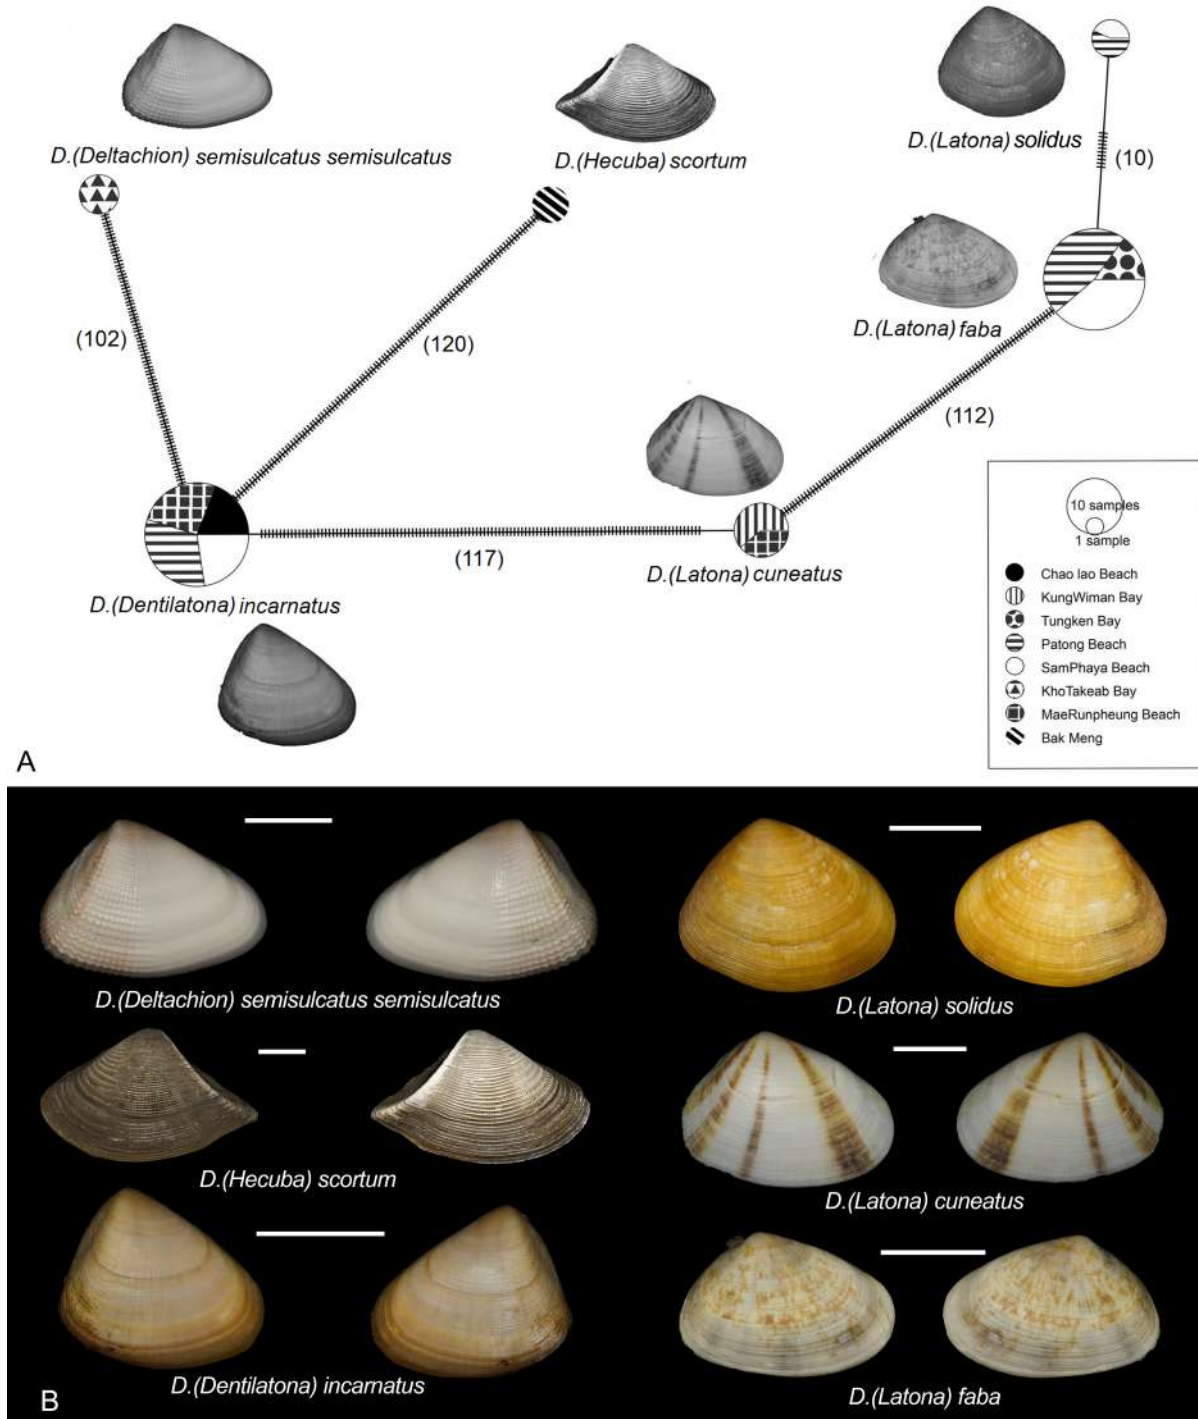 D.(Deltachion) semisulcatus semisulcatus
D.(Hecuba) scortum
D.(Latona) solidus
(10)
D.(Latona) faba
(102)
(120)
(112)
(117)
D.(Latona) cuneatus
D.(Dentilatona) incarnatus
10 samples
1 sample
Chao lao Beach
KungWiman Bay
Tungken Bay
Patong Beach
SamPhaya Beach
KhoTakeab Bay
MaeRunpheung Beach
Bak Meng
A
D.(Deltachion) semisulcatus semisulcatus
D.(Latona) solidus
D.(Hecuba) scortum
D.(Latona) cuneatus
D.(Dentilatona) incarnatus
D.(Latona) faba
B